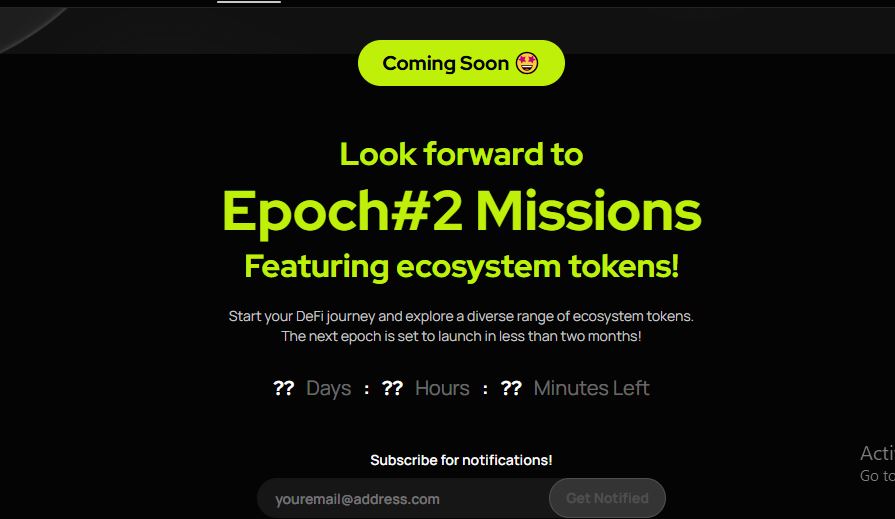 Coming Soon 🤩
Look forward to
Epoch#2 Missions
Featuring ecosystem tokens!
Start your DeFi journey and explore a diverse range of ecosystem tokens.
The next epoch is set to launch in less than two months!
?? Days : ?? Hours : ?? Minutes Left
Acti
Go to
Subscribe for notifications!
youremail@address.com Get Notified